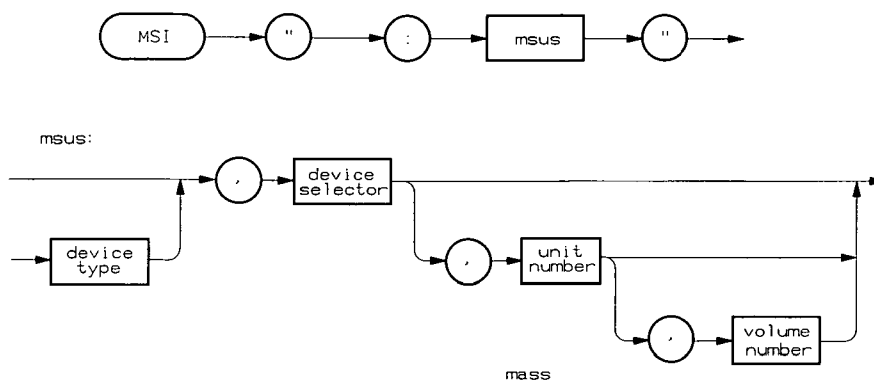 MSI " : msus "
msus:
, device selector
device type
, unit number
, volume number
mass